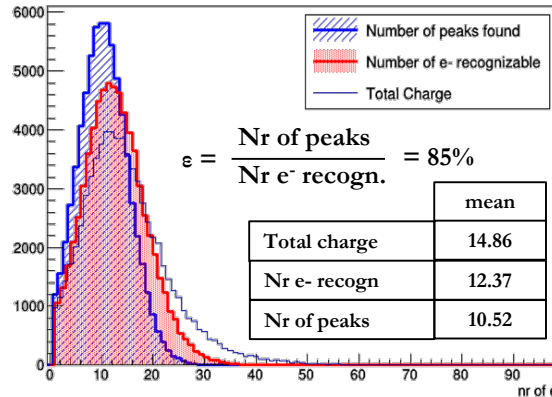 6000
5000
4000
3000
2000
1000
0
Number of peaks found
Number of e- recognizable
Total Charge
ε = Nr of peaks / Nr e- recogn. = 85%
mean
Total charge 14.86
Nr e- recogn 12.37
Nr of peaks 10.52
0 10 20 30 40 50 60 70 80 90
nr of e